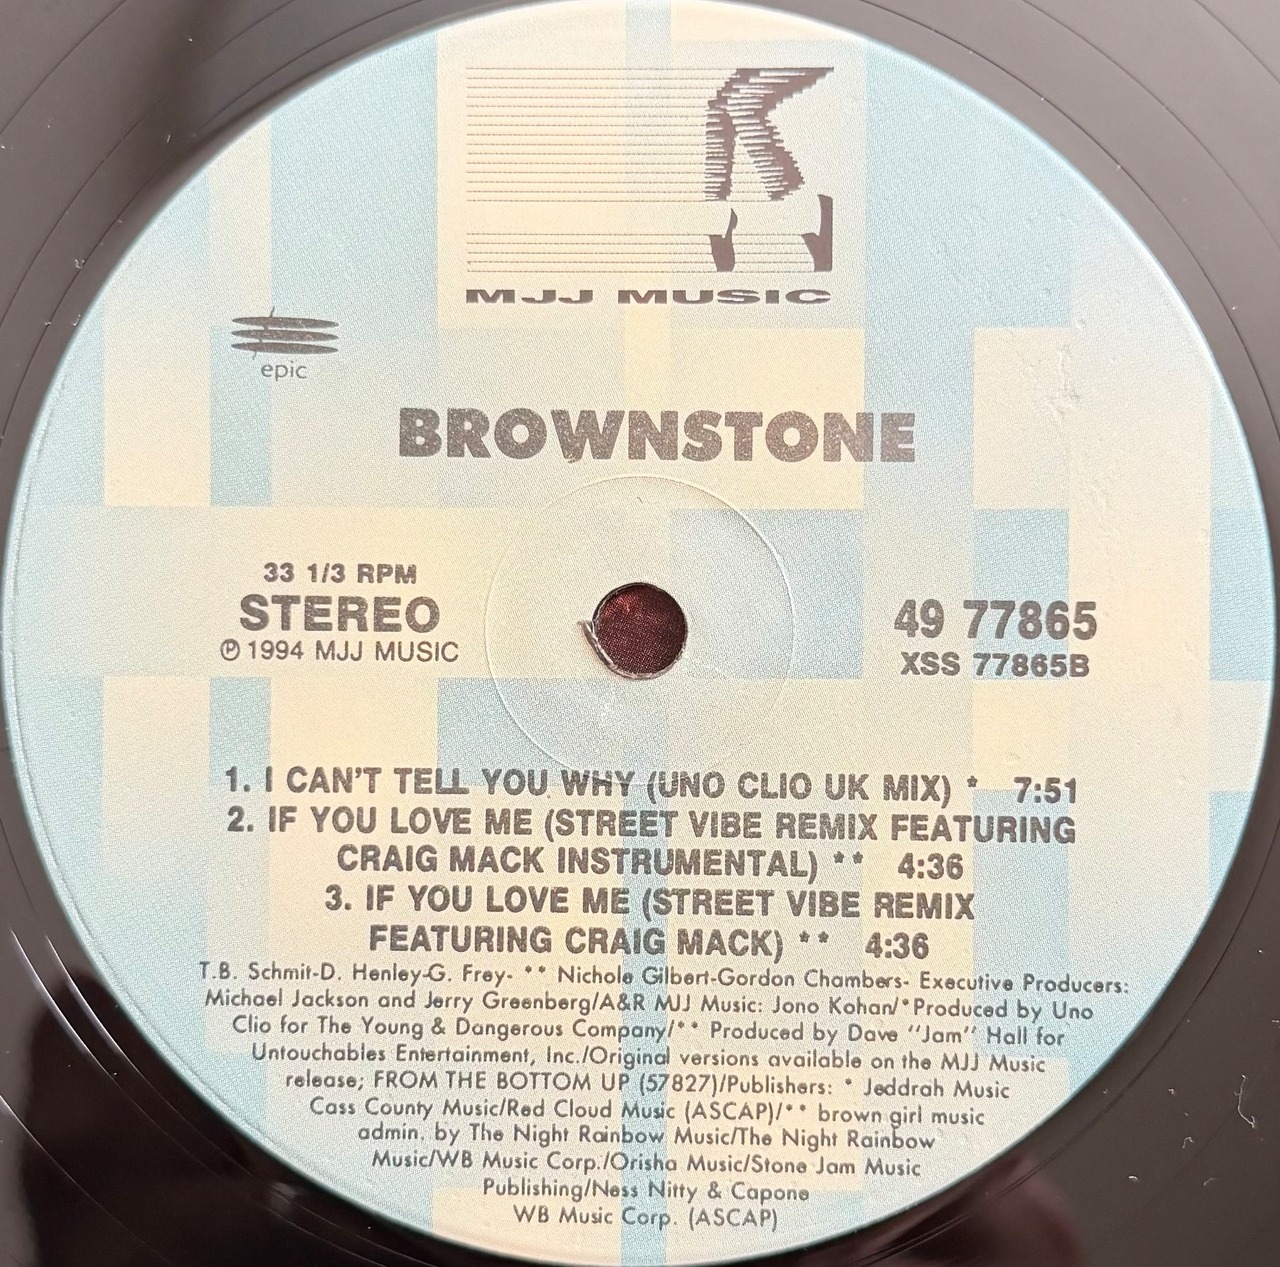 MJJ MUSIC
epic
BROWNSTONE
33 1/3 RPM
STEREO
Ⓟ 1994 MJJ MUSIC
49 77865
XSS 77865B
1. I CAN'T TELL YOU WHY (UNO CLIO UK MIX) * 7:51
2. IF YOU LOVE ME (STREET VIBE REMIX FEATURING
CRAIG MACK INSTRUMENTAL) ** 4:36
3. IF YOU LOVE ME (STREET VIBE REMIX
FEATURING CRAIG MACK) ** 4:36
T.B. Schmit-D. Henley-G. Frey- ** Nichole Gilbert-Gordon Chambers- Executive Producers:
Michael Jackson and Jerry Greenberg/A&R MJJ Music: Jono Kohan/*Produced by Uno
Clio for The Young & Dangerous Company/** Produced by Dave "Jam" Hall for
Untouchables Entertainment, Inc./Original versions available on the MJJ Music
release; FROM THE BOTTOM UP (57827)/Publishers: * Jeddrah Music
Cass County Music/Red Cloud Music (ASCAP)/** brown girl music
admin. by The Night Rainbow Music/The Night Rainbow
Music/WB Music Corp./Orisha Music/Stone Jam Music
Publishing/Ness Nitty & Capone
WB Music Corp. (ASCAP)